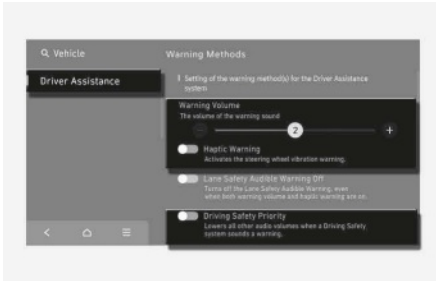 Vehicle
Warning Methods
Driver Assistance
Setting of the warning method(s) for the Driver Assistance
system
Warning Volume
The volume of the warning sound
2
Haptic Warning
Activates the steering wheel vibration warning.
Lane Safety Audible Warning Off
Turns off the Lane Safety Audible Warning, even
when both warning volume and haptic warning are on.
Driving Safety Priority
Lowers all other audio volumes when a Driving Safety
system sounds a warning.